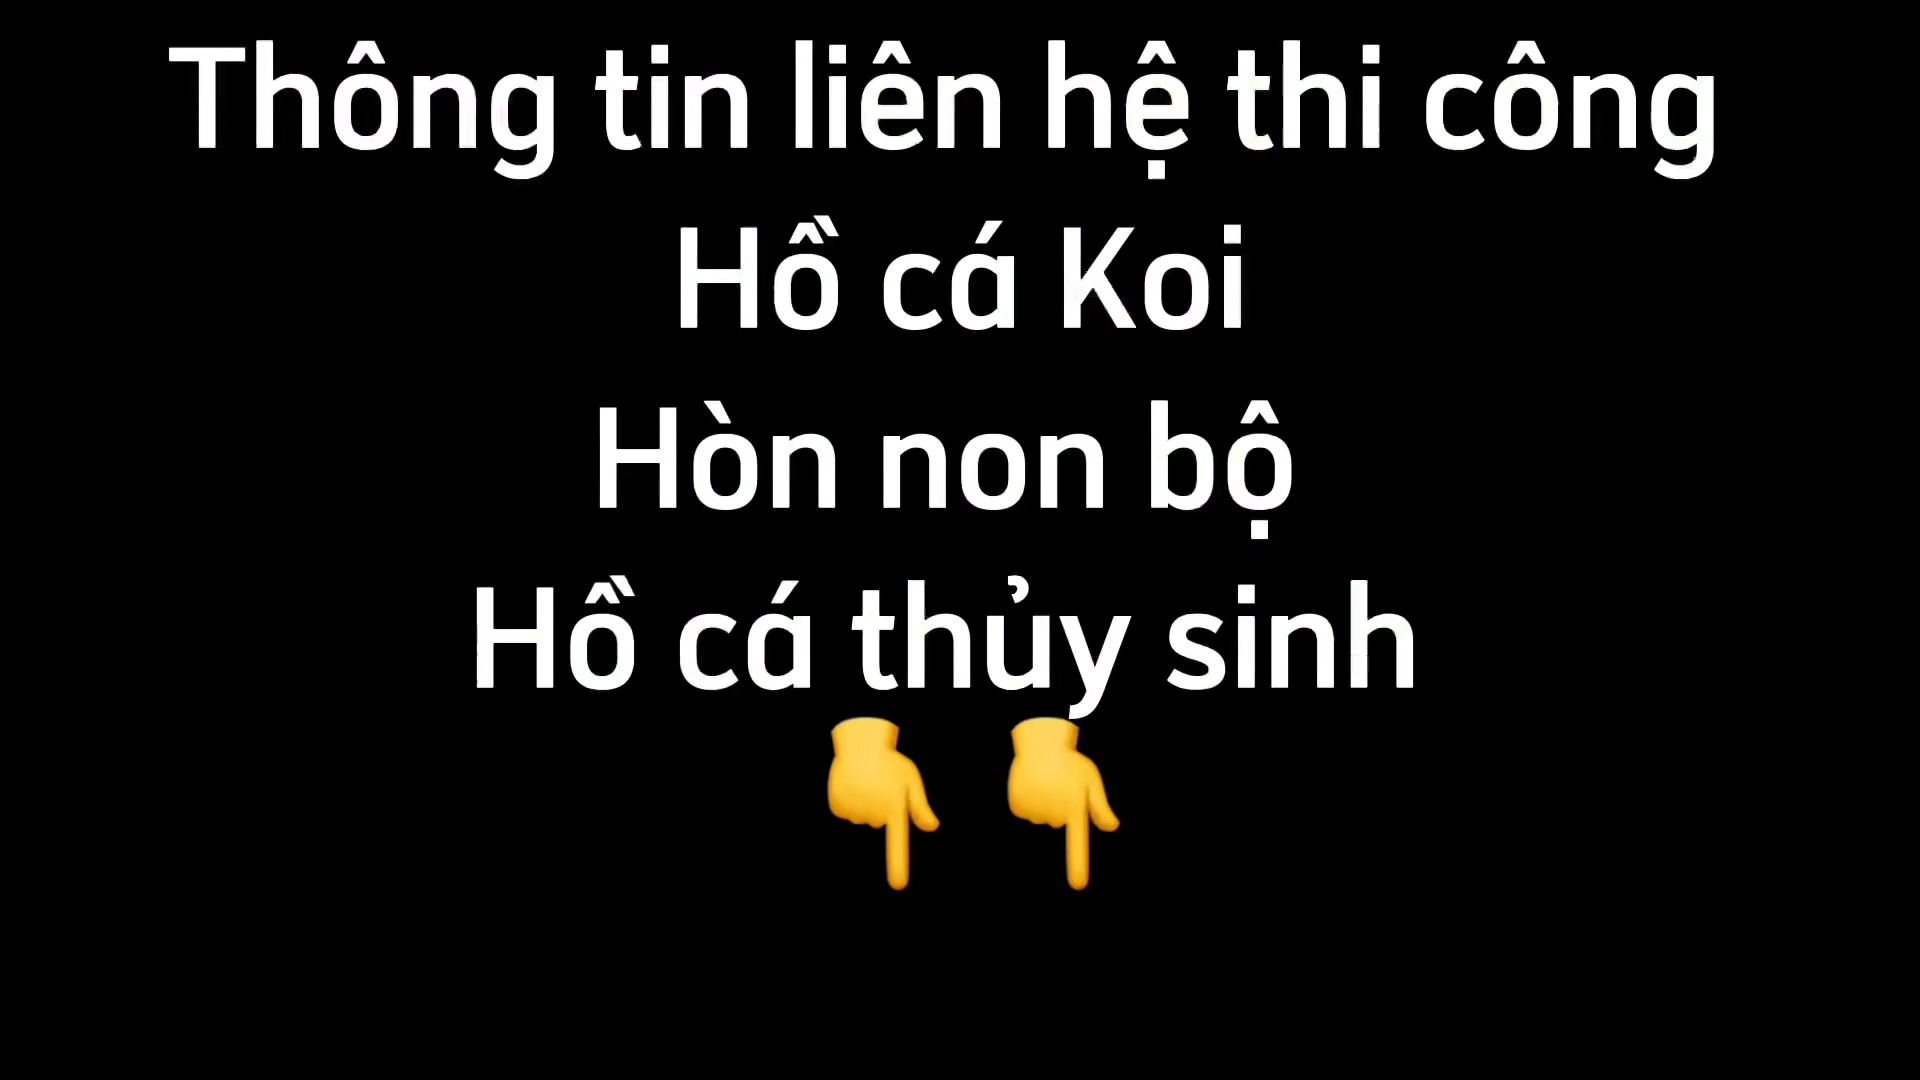 Thông tin liên hệ thi công
Hồ cá Koi
Hòn non bộ
Hồ cá thủy sinh
👇👇